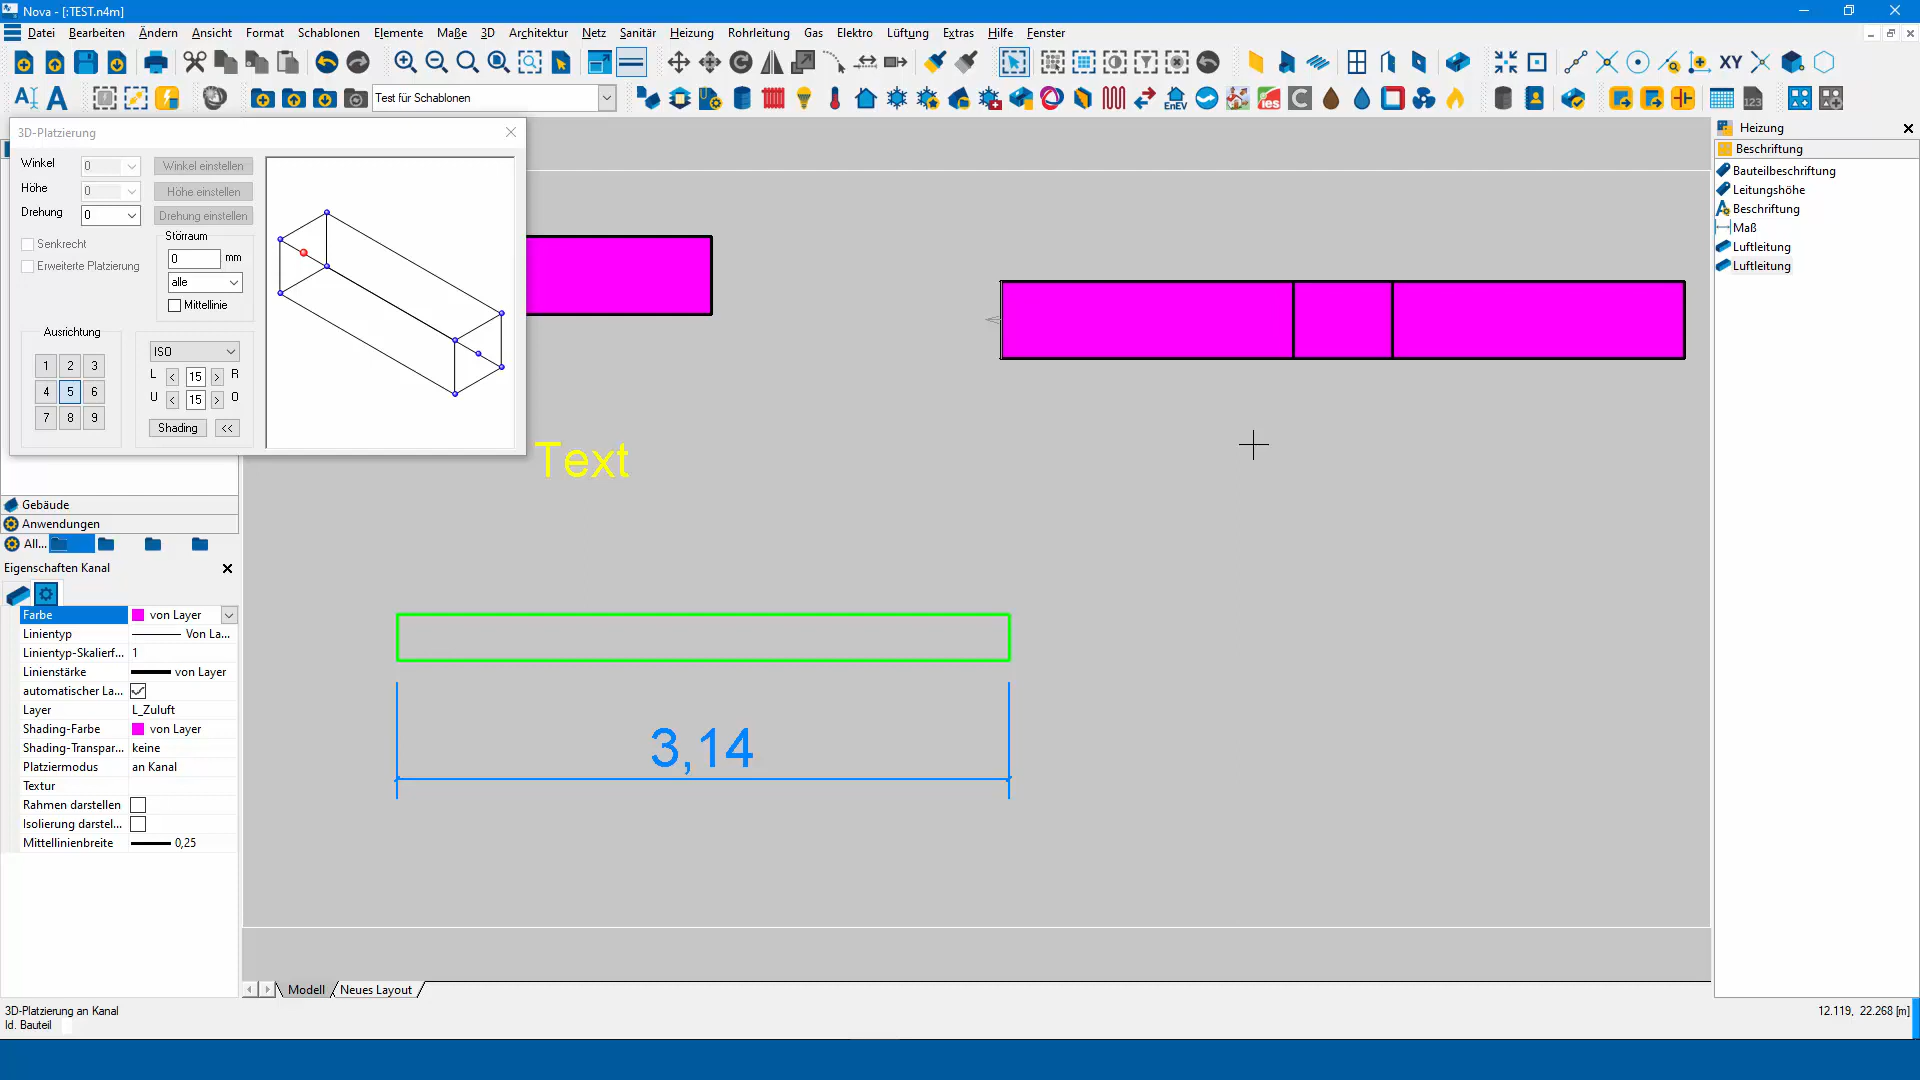 Nova - [:TEST.n4m]
Datei Bearbeiten Ändern Ansicht Format Schablonen Elemente Maße 3D Architektur Netz Sanitär Heizung Rohrleitung Gas Elektro Lüftung Extras Hilfe Fenster
XY
Test für Schablonen
EnEV
ies
C
123
3D-Platzierung
Winkel 0 Winkel einstellen
Höhe 0 Höhe einstellen
Drehung 0 Drehung einstellen
Senkrecht
Erweiterte Platzierung
Störraum
0 mm
alle
Mittellinie
Ausrichtung
1 2 3
4 5 6
7 8 9
ISO
L < 15 > R
U < 15 > O
Shading <<
Gebäude
Anwendungen
All...
Eigenschaften Kanal
Farbe von Layer
Linientyp Von La...
Linientyp-Skalierf... 1
Linienstärke von Layer
automatischer La...
Layer L_Zuluft
Shading-Farbe von Layer
Shading-Transpar... keine
Platziermodus an Kanal
Textur
Rahmen darstellen
Isolierung darstel...
Mittellinienbreite 0,25
Text
3,14
Modell Neues Layout
Heizung
Beschriftung
Bauteilbeschriftung
Leitungshöhe
Beschriftung
Maß
Luftleitung
Luftleitung
3D-Platzierung an Kanal
Id. Bauteil
12.119, 22.268 [m]